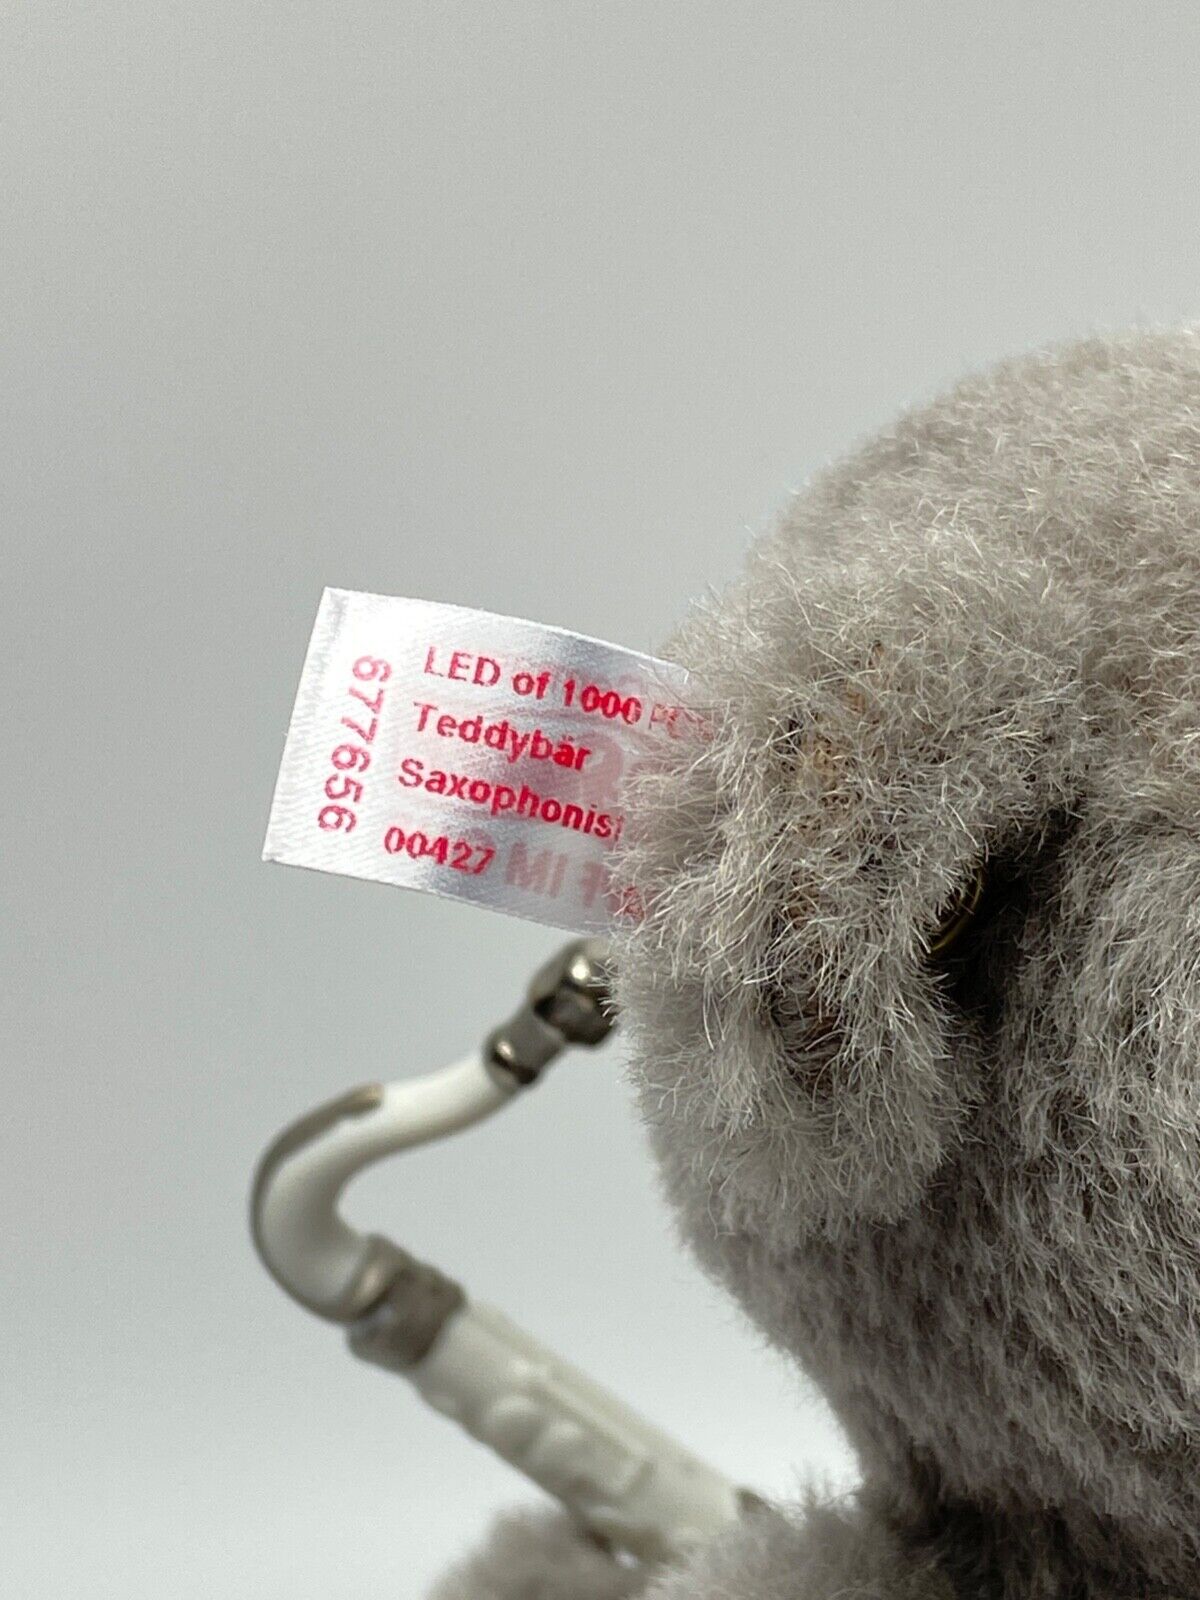 LED of 1000
Teddybär
Saxophonist
00427
677656